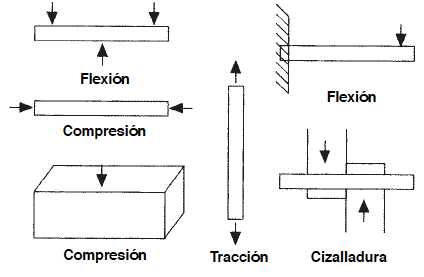 Flexión
Flexión
Compresión
Compresión
Tracción
Cizalladura